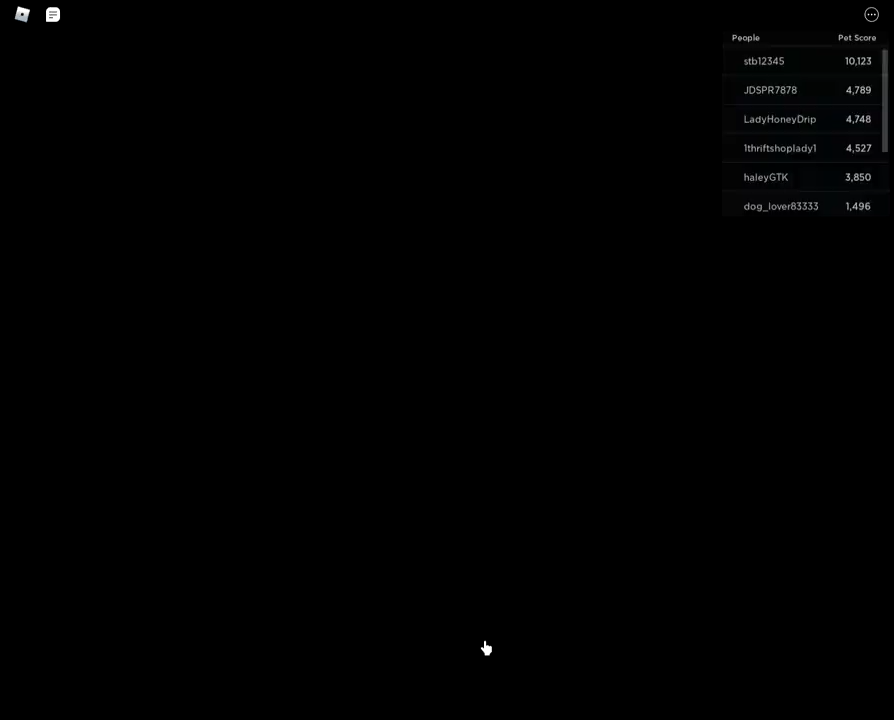 People Pet Score
stb12345 10,123
JDSPR7878 4,789
LadyHoneyDrip 4,748
1thriftshoplady1 4,527
haleyGTK 3,850
dog_lover83333 1,496